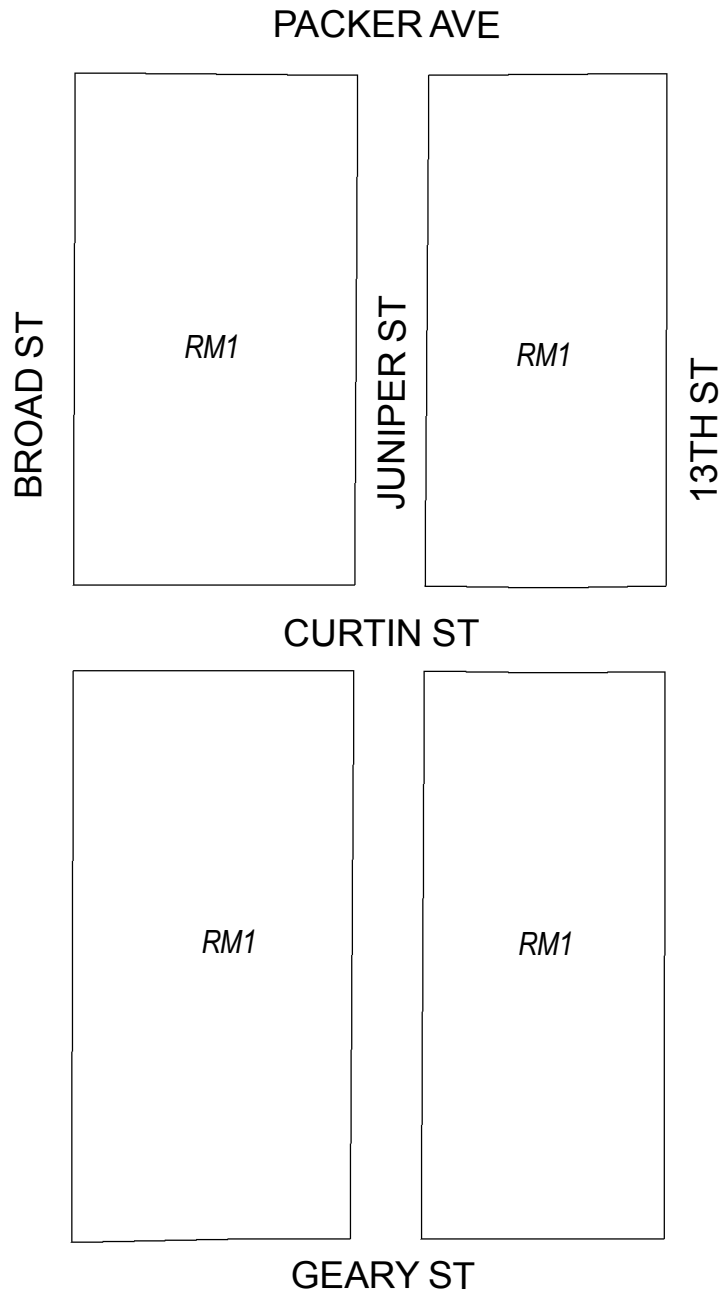 PACKER AVE
BROAD ST
RM1
JUNIPER ST
RM1
13TH ST
CURTIN ST
RM1
RM1
GEARY ST